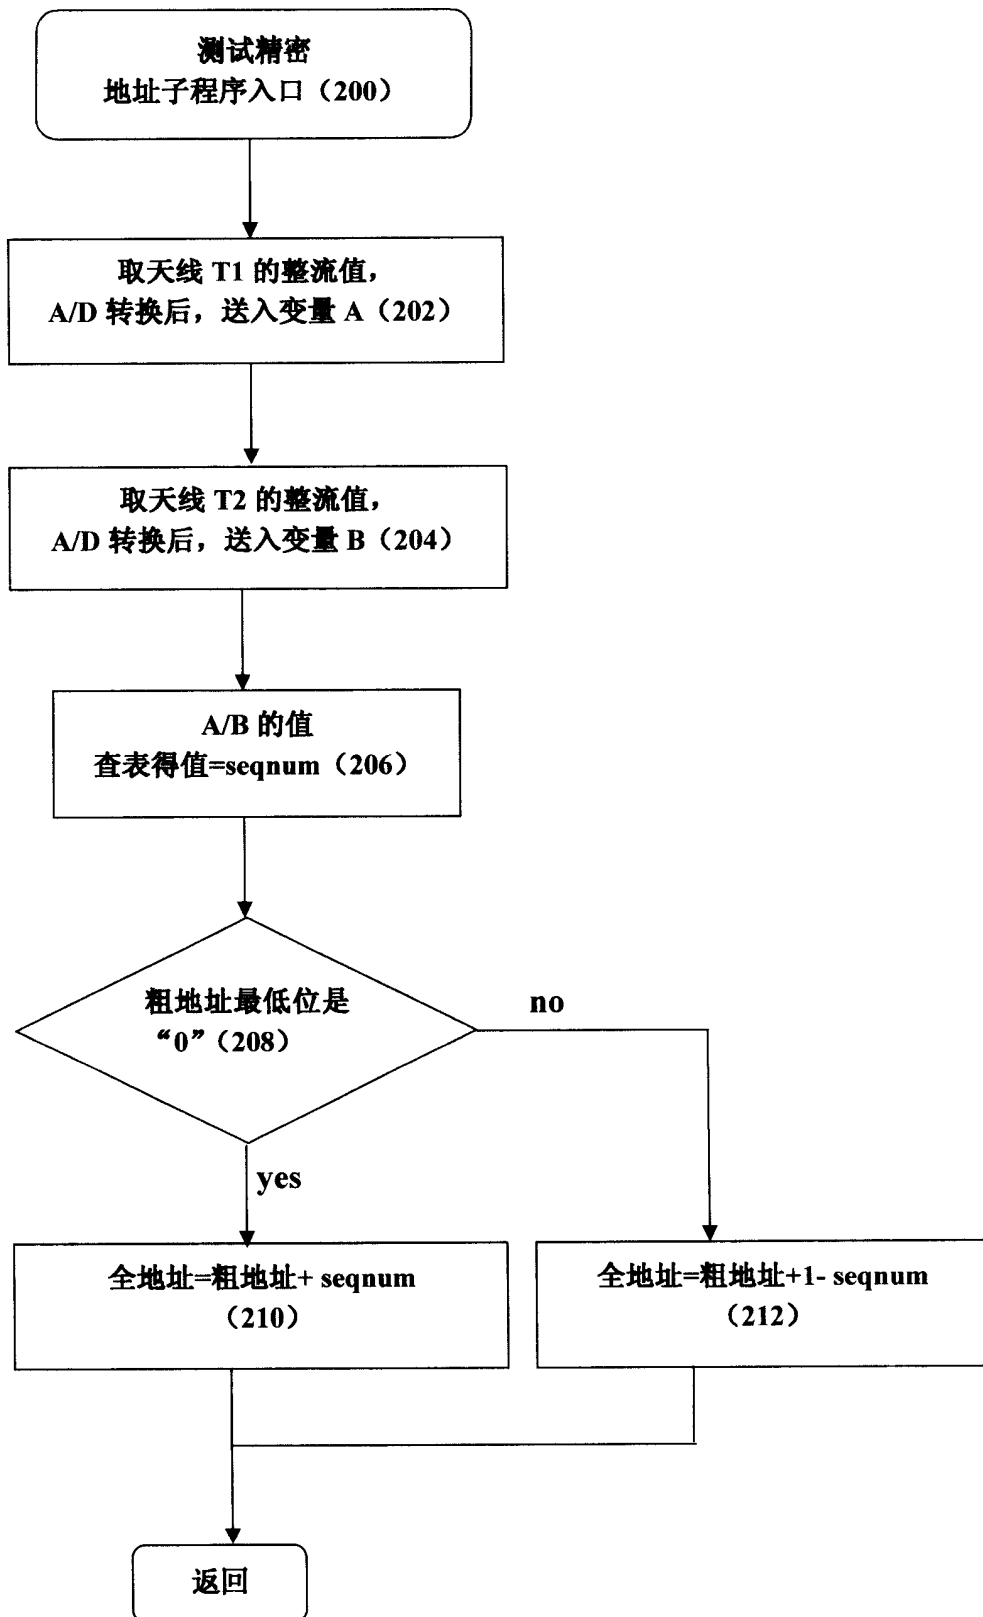 测试精密
地址子程序入口（200）
取天线 T1 的整流值，
A/D 转换后，送入变量 A（202）
取天线 T2 的整流值，
A/D 转换后，送入变量 B（204）
A/B 的值
查表得值=seqnum（206）
粗地址最低位是
“0”（208）
no
yes
全地址=粗地址+ seqnum
（210）
全地址=粗地址+1- seqnum
（212）
返回